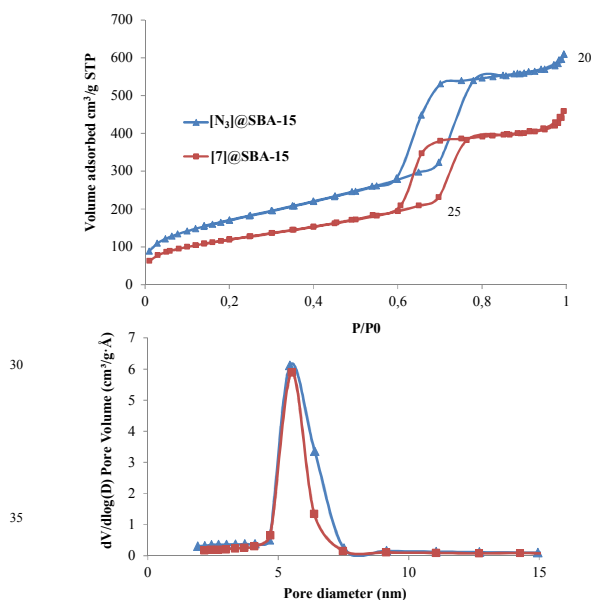 700
600
500
400
300
200
100
0
Volume adsorbed cm³/g STP
[N₃]@SBA-15
[7]@SBA-15
20
25
0 0,2 0,4 0,6 0,8 1
P/P0
30
35
7
6
5
4
3
2
1
0
dV/dlog(D) Pore Volume (cm³/g·Å)
0 5 10 15
Pore diameter (nm)